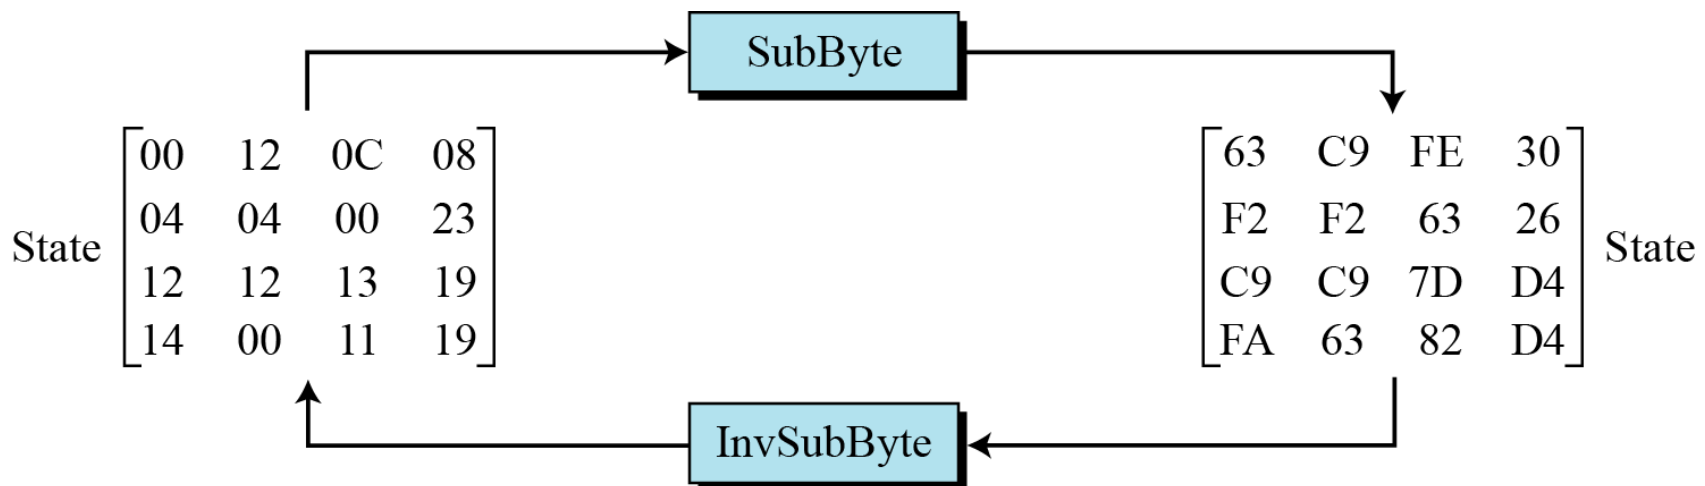 SubByte
00 12 0C 08 63 C9 FE 30
04 04 00 23 F2 F2 63 26
State State
12 12 13 19 C9 C9 7D D4
14 00 11 19 FA 63 82 D4
InvSubByte